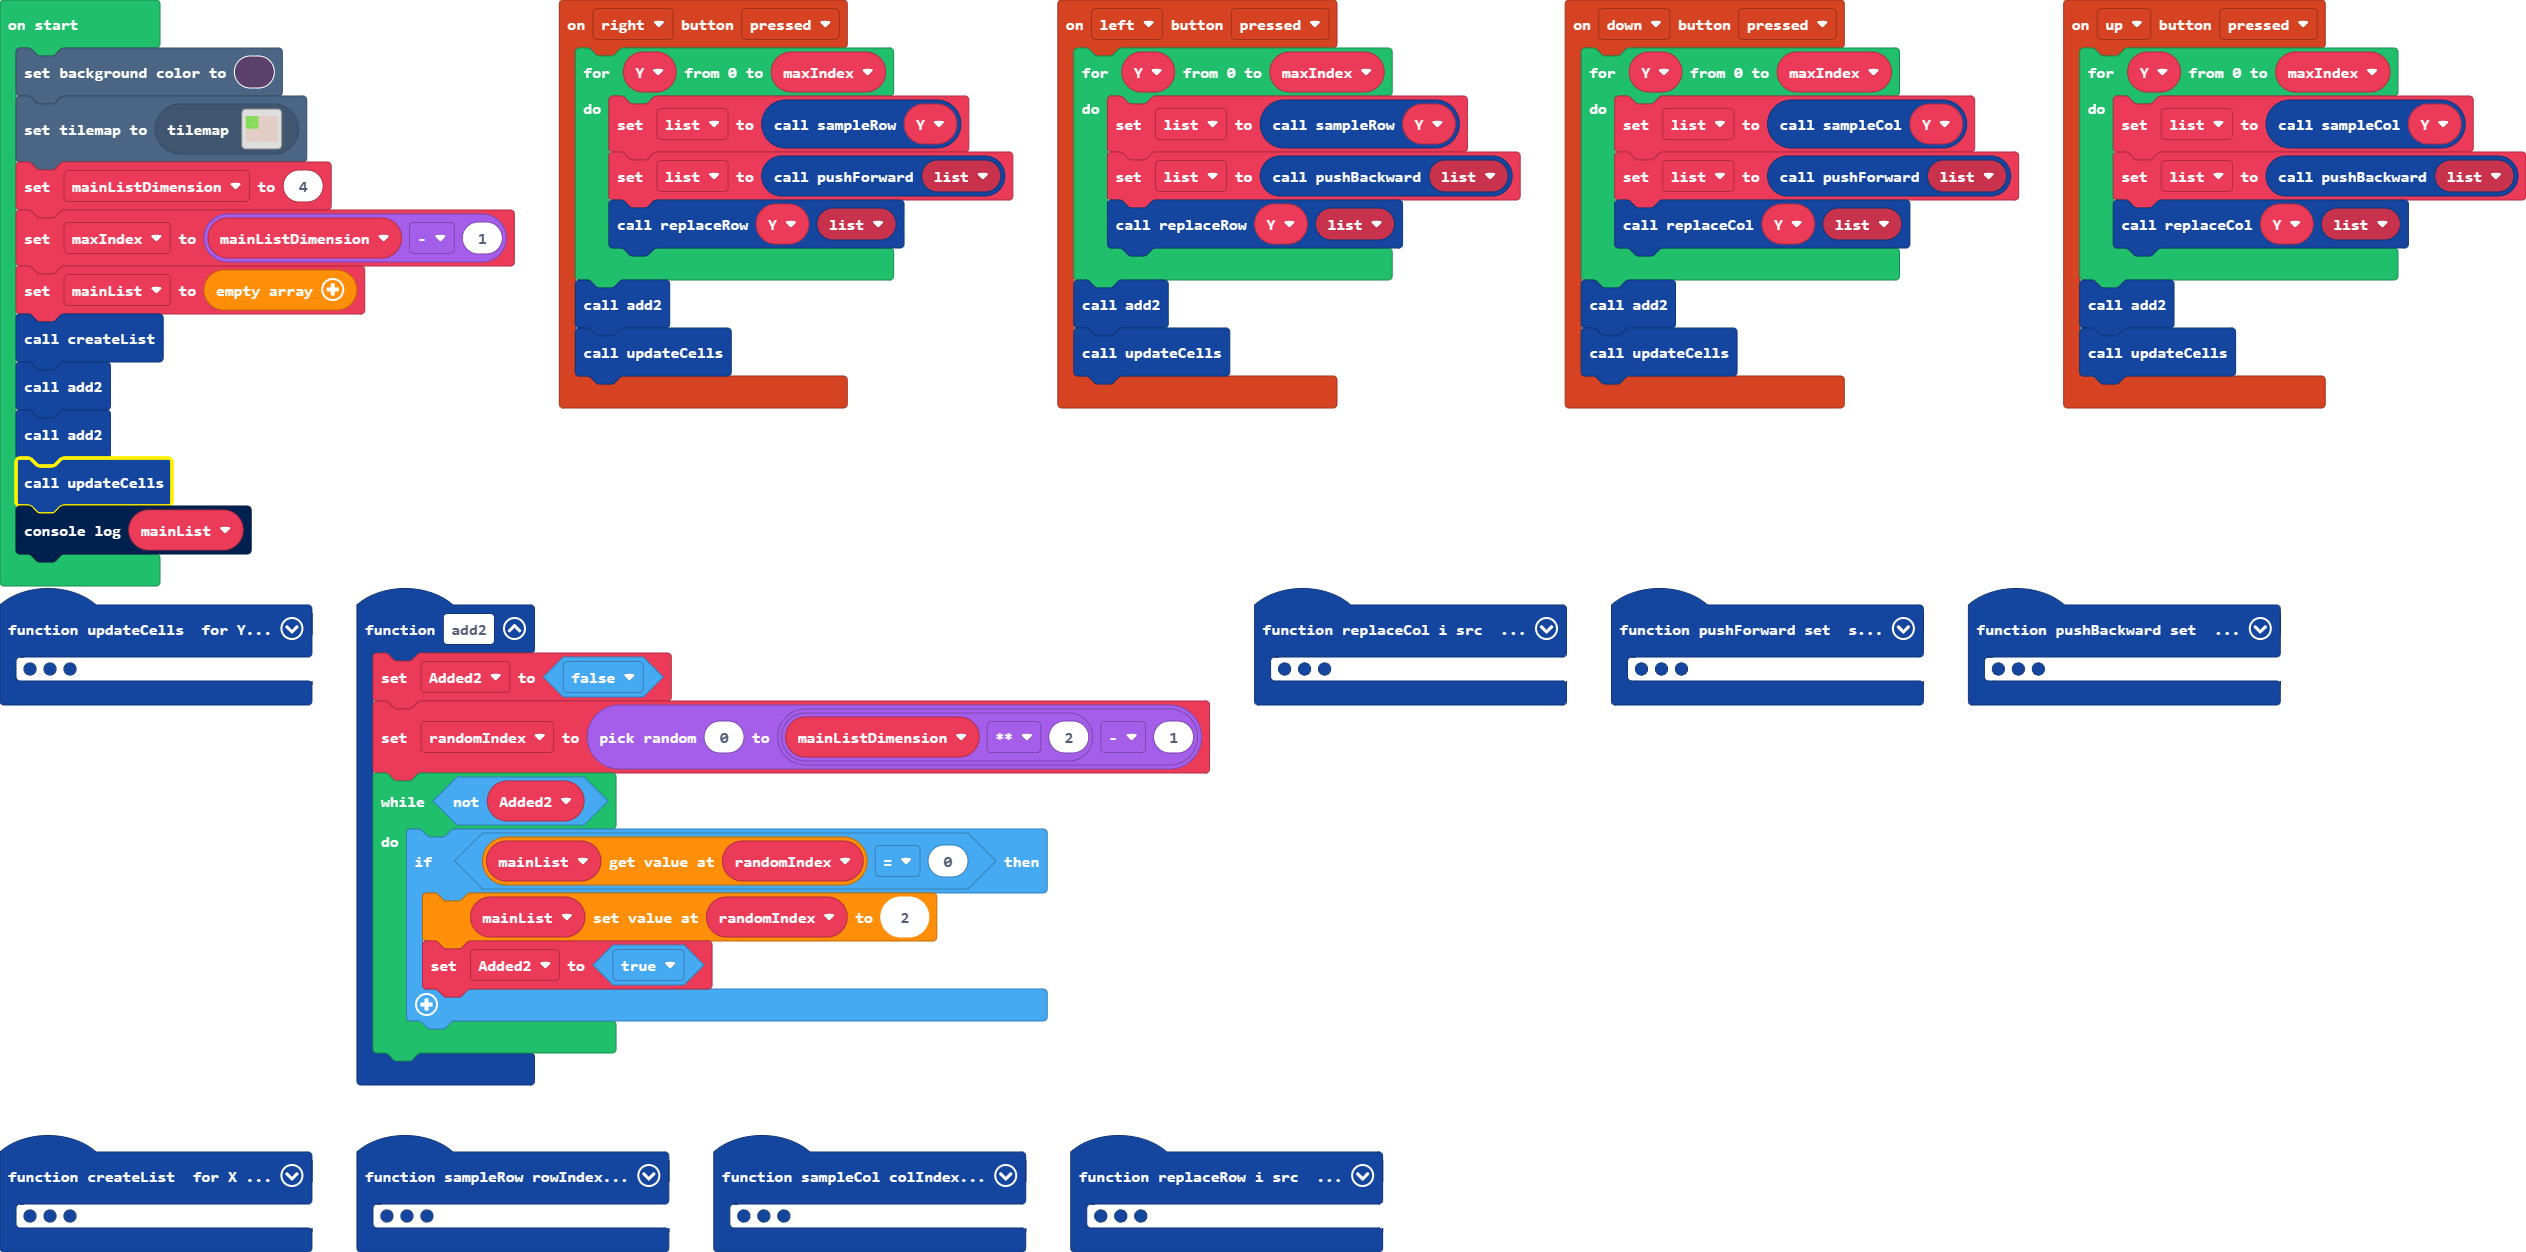 on start
set background color to
set tilemap to tilemap
set mainListDimension to 4
set maxIndex to mainListDimension - 1
set mainList to empty array
call createList
call add2
call add2
call updateCells
console log mainList
on right button pressed
for Y from 0 to maxIndex
do
set list to call sampleRow Y
set list to call pushForward list
call replaceRow Y list
call add2
call updateCells
on left button pressed
for Y from 0 to maxIndex
do
set list to call sampleRow Y
set list to call pushBackward list
call replaceRow Y list
call add2
call updateCells
on down button pressed
for Y from 0 to maxIndex
do
set list to call sampleCol Y
set list to call pushForward list
call replaceCol Y list
call add2
call updateCells
on up button pressed
for Y from 0 to maxIndex
do
set list to call sampleCol Y
set list to call pushBackward list
call replaceCol Y list
call add2
call updateCells
function updateCells for Y...
function add2
set Added2 to false
set randomIndex to pick random 0 to mainListDimension ** 2 - 1
while not Added2
do
if mainList get value at randomIndex = 0 then
mainList set value at randomIndex to 2
set Added2 to true
function replaceCol i src ...
function pushForward set s...
function pushBackward set ...
function createList for X ...
function sampleRow rowIndex...
function sampleCol colIndex...
function replaceRow i src ...